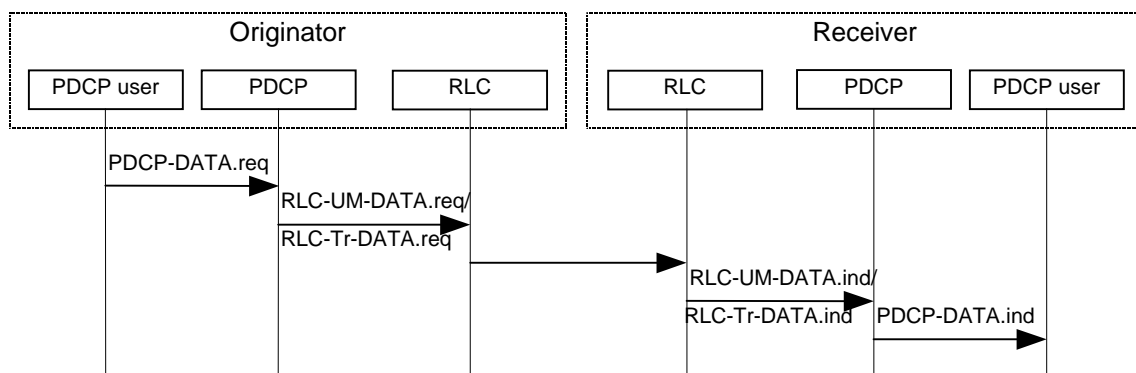 Originator
Receiver
PDCP user
PDCP
RLC
RLC
PDCP
PDCP user
PDCP-DATA.req
RLC-UM-DATA.req/
RLC-Tr-DATA.req
RLC-UM-DATA.ind/
RLC-Tr-DATA.ind
PDCP-DATA.ind